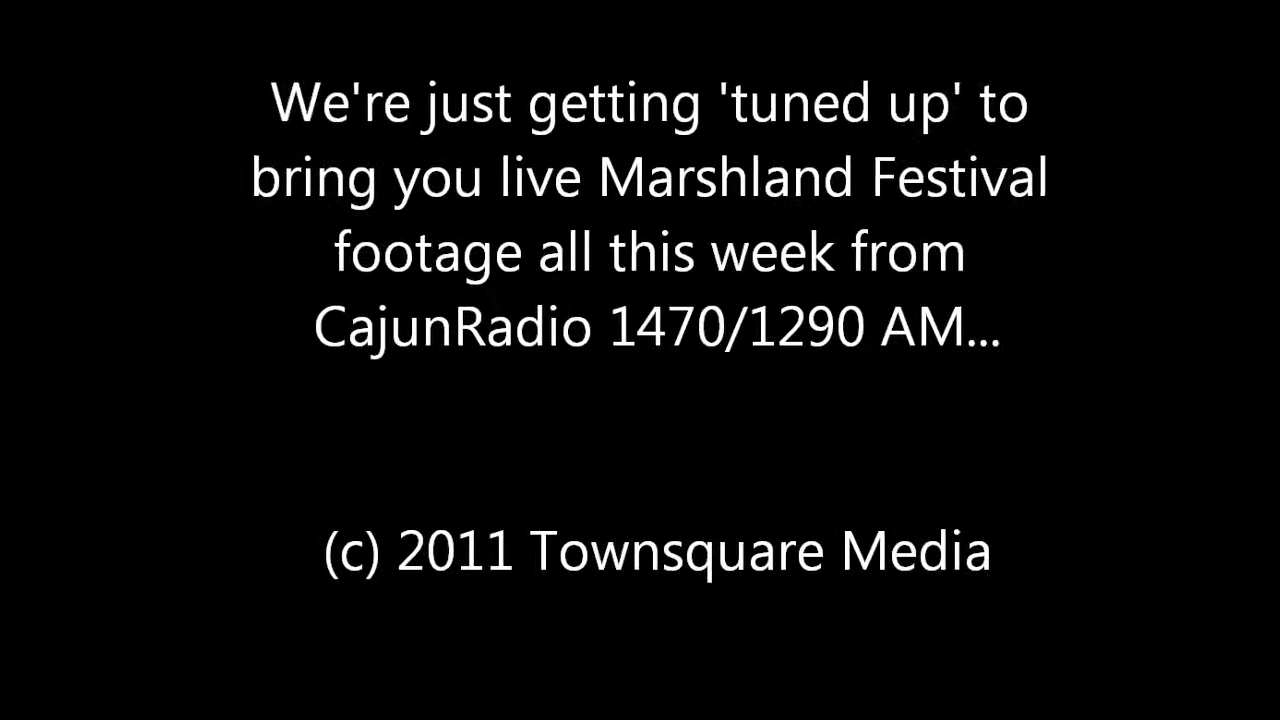 We're just getting 'tuned up' to
bring you live Marshland Festival
footage all this week from
CajunRadio 1470/1290 AM...
(c) 2011 Townsquare Media